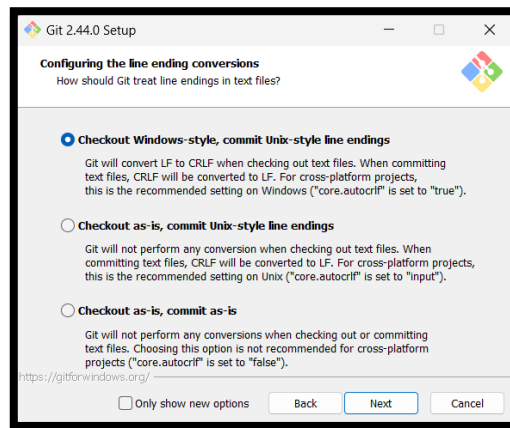 Git 2.44.0 Setup
Configuring the line ending conversions
How should Git treat line endings in text files?
Checkout Windows-style, commit Unix-style line endings
Git will convert LF to CRLF when checking out text files. When committing
text files, CRLF will be converted to LF. For cross-platform projects,
this is the recommended setting on Windows ("core.autocrlf" is set to "true").
Checkout as-is, commit Unix-style line endings
Git will not perform any conversion when checking out text files. When
committing text files, CRLF will be converted to LF. For cross-platform projects,
this is the recommended setting on Unix ("core.autocrlf" is set to "input").
Checkout as-is, commit as-is
Git will not perform any conversions when checking out or committing
text files. Choosing this option is not recommended for cross-platform
projects ("core.autocrlf" is set to "false").
https://gitforwindows.org/
Only show new options
Back
Next
Cancel